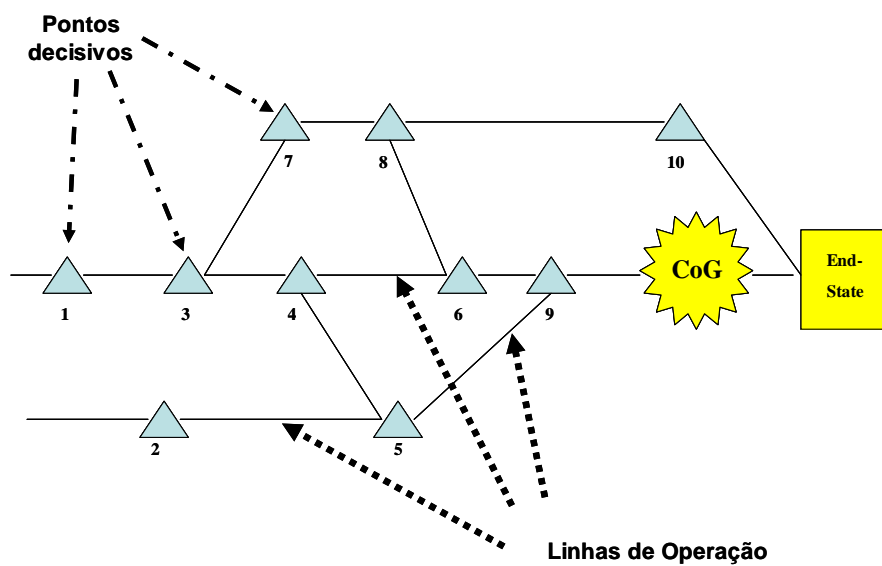 Pontos
decisivos
7
8
10
CoG
End-
State
1
3
4
6
9
2
5
Linhas de Operação